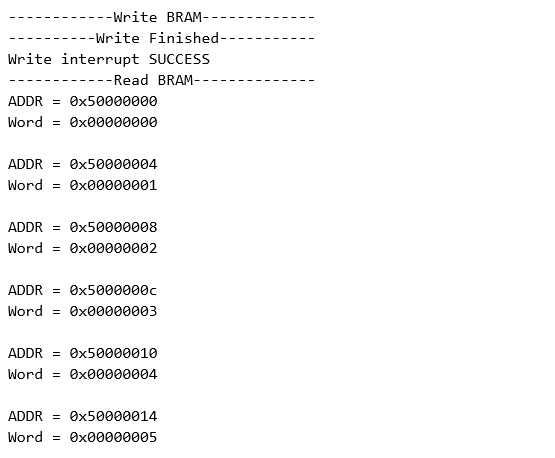 ------------Write BRAM-------------
----------Write Finished-----------
Write interrupt SUCCESS
------------Read BRAM--------------
ADDR = 0x50000000
Word = 0x00000000
ADDR = 0x50000004
Word = 0x00000001
ADDR = 0x50000008
Word = 0x00000002
ADDR = 0x5000000c
Word = 0x00000003
ADDR = 0x50000010
Word = 0x00000004
ADDR = 0x50000014
Word = 0x00000005